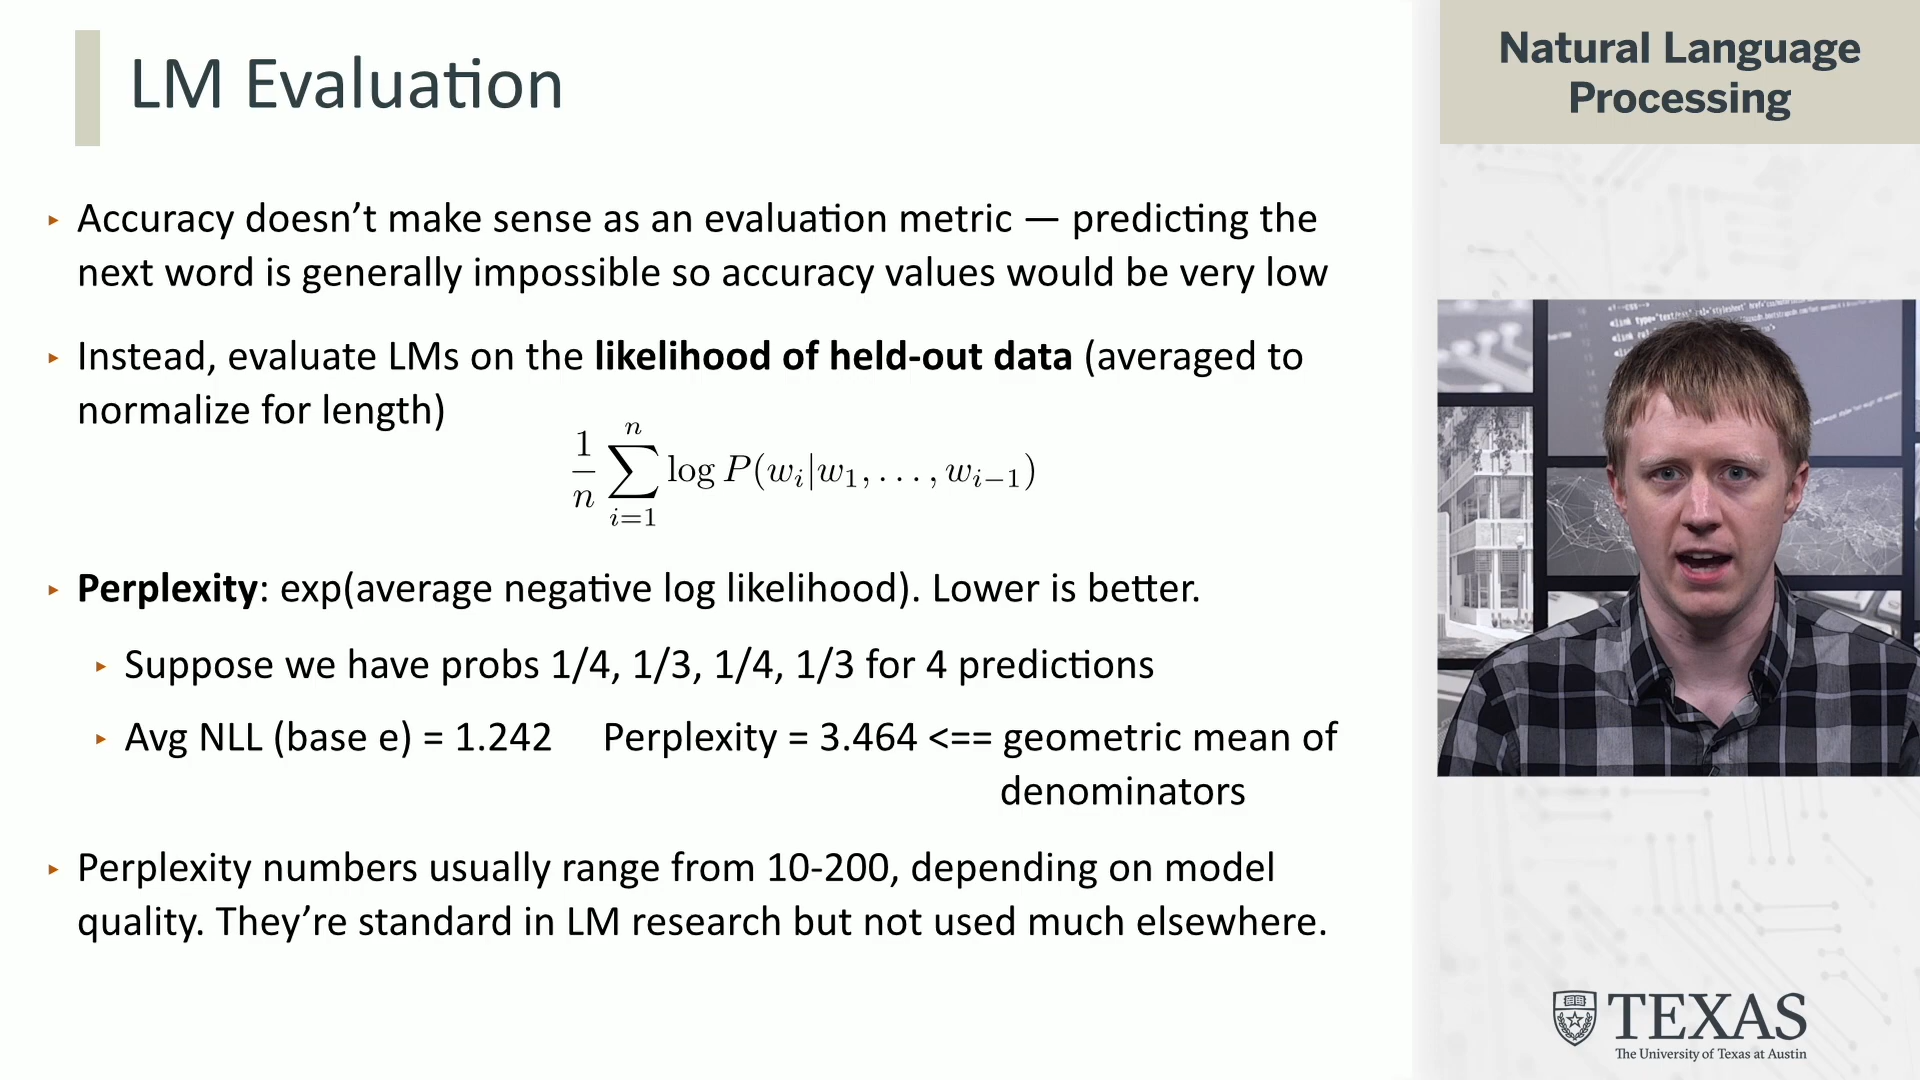 LM Evaluation
Natural Language
Processing
▸ Accuracy doesn’t make sense as an evaluation metric — predicting the
next word is generally impossible so accuracy values would be very low
▸ Instead, evaluate LMs on the likelihood of held-out data (averaged to
normalize for length)
\frac{1}{n} \sum_{i=1}^{n} \log P(w_i|w_1, \ldots, w_{i-1})
▸ Perplexity: exp(average negative log likelihood). Lower is better.
▸ Suppose we have probs 1/4, 1/3, 1/4, 1/3 for 4 predictions
▸ Avg NLL (base e) = 1.242 Perplexity = 3.464 <== geometric mean of
denominators
▸ Perplexity numbers usually range from 10-200, depending on model
quality. They’re standard in LM research but not used much elsewhere.
TEXAS
The University of Texas at Austin